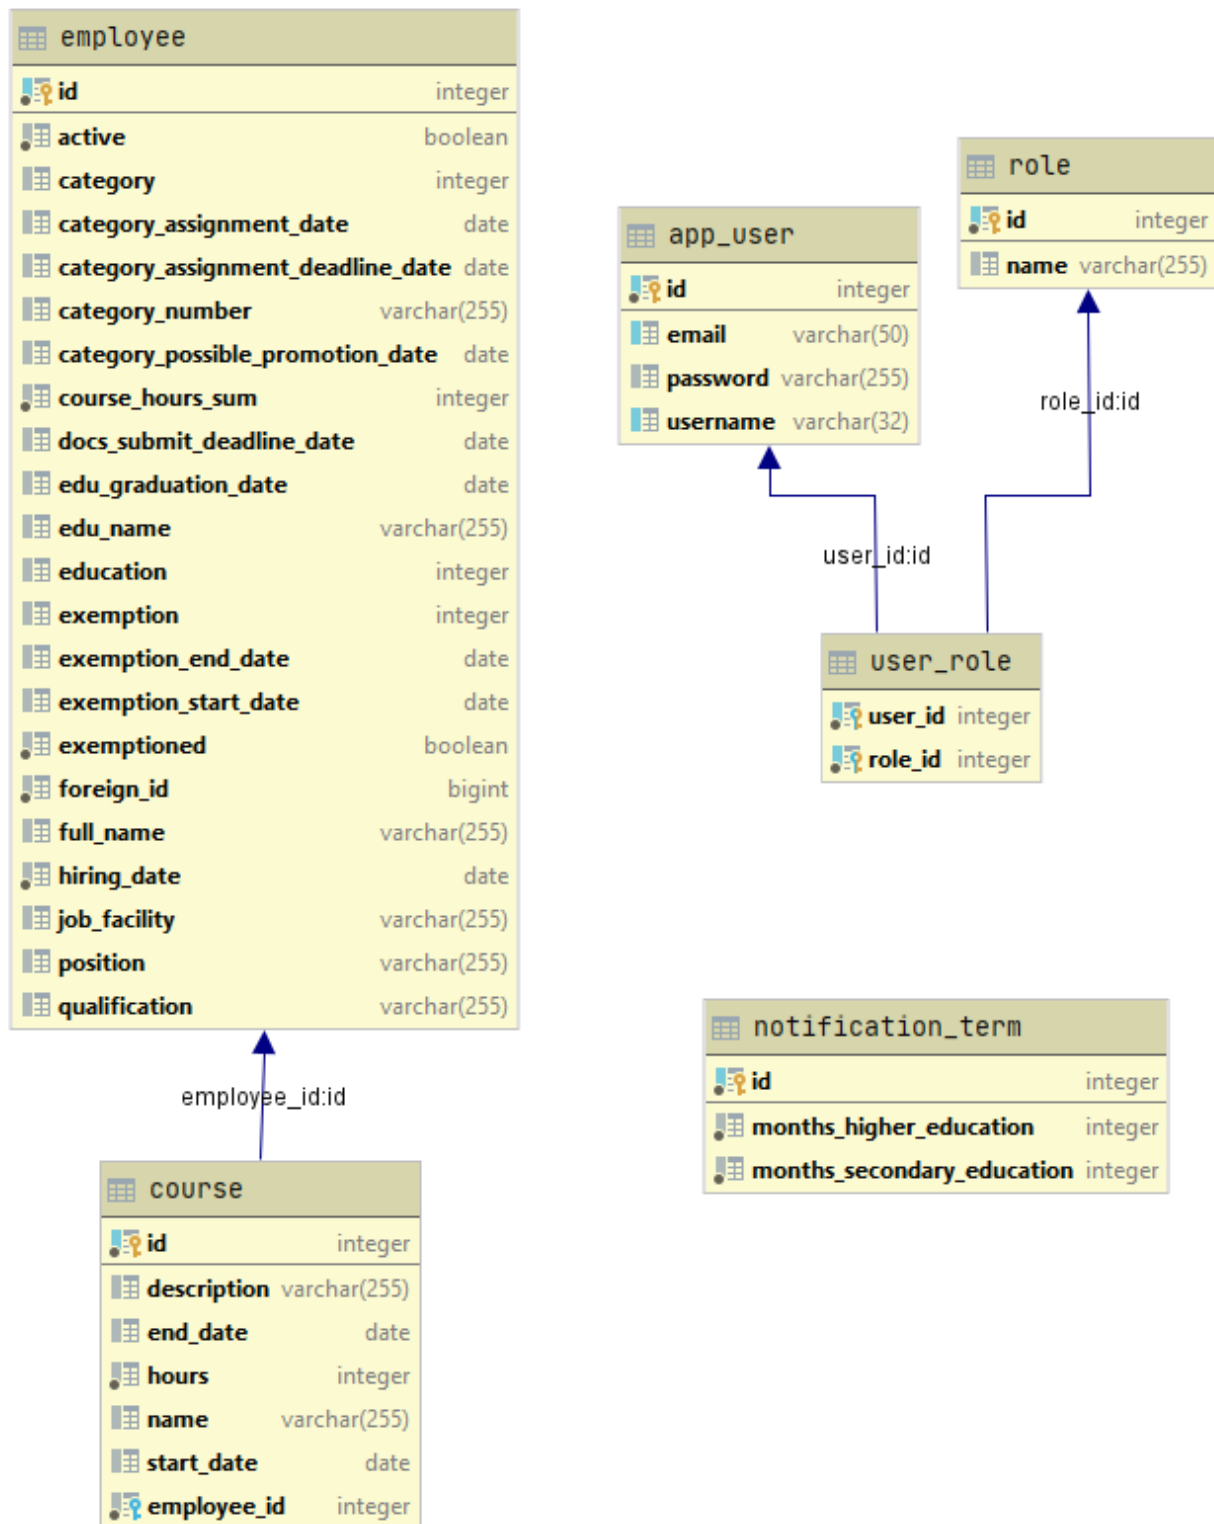 employee
id integer
active boolean
category integer
category_assignment_date date
category_assignment_deadline_date date
category_number varchar(255)
category_possible_promotion_date date
course_hours_sum integer
docs_submit_deadline_date date
edu_graduation_date date
edu_name varchar(255)
education integer
exemption integer
exemption_end_date date
exemption_start_date date
exemptioned boolean
foreign_id bigint
full_name varchar(255)
hiring_date date
job_facility varchar(255)
position varchar(255)
qualification varchar(255)
employee_id:id
course
id integer
description varchar(255)
end_date date
hours integer
name varchar(255)
start_date date
employee_id integer
app_user
id integer
email varchar(50)
password varchar(255)
username varchar(32)
role
id integer
name varchar(255)
role_id:id
user_id:id
user_role
user_id integer
role_id integer
notification_term
id integer
months_higher_education integer
months_secondary_education integer